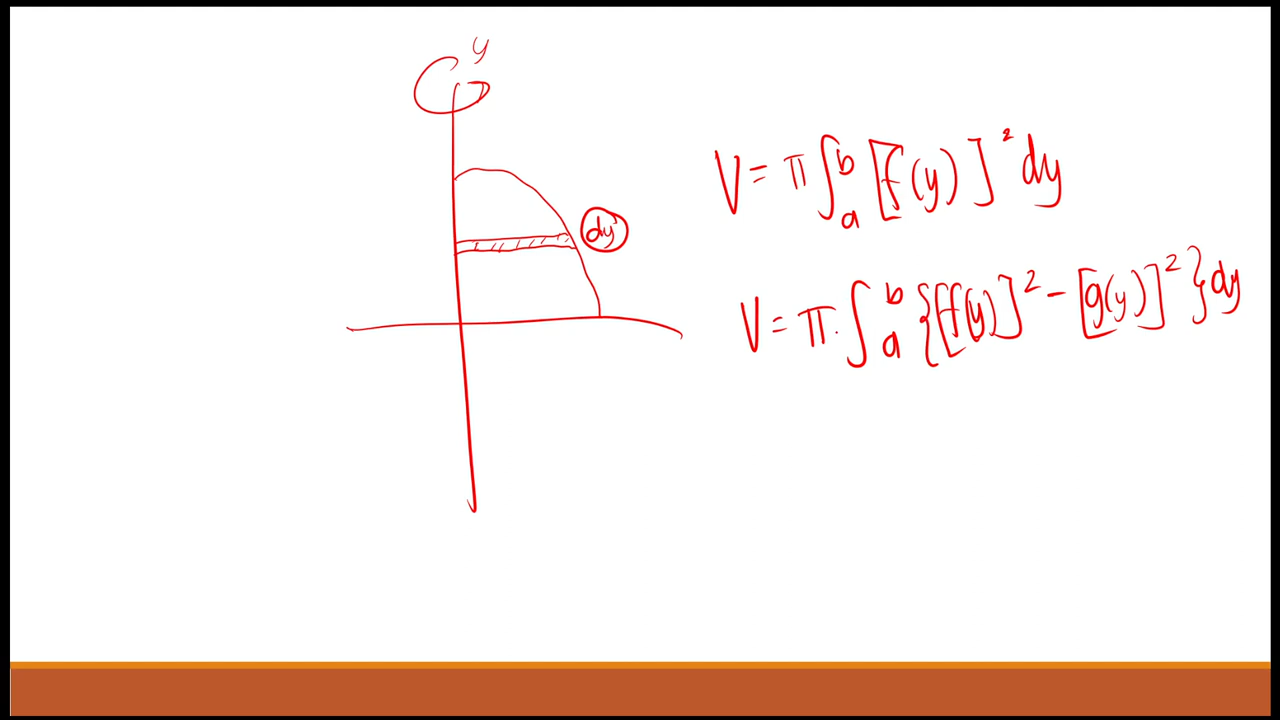 y
dy
V = π ∫_a^b [f(y)]² dy
V = π · ∫_a^b {[f(y)]² − [g(y)]²} dy